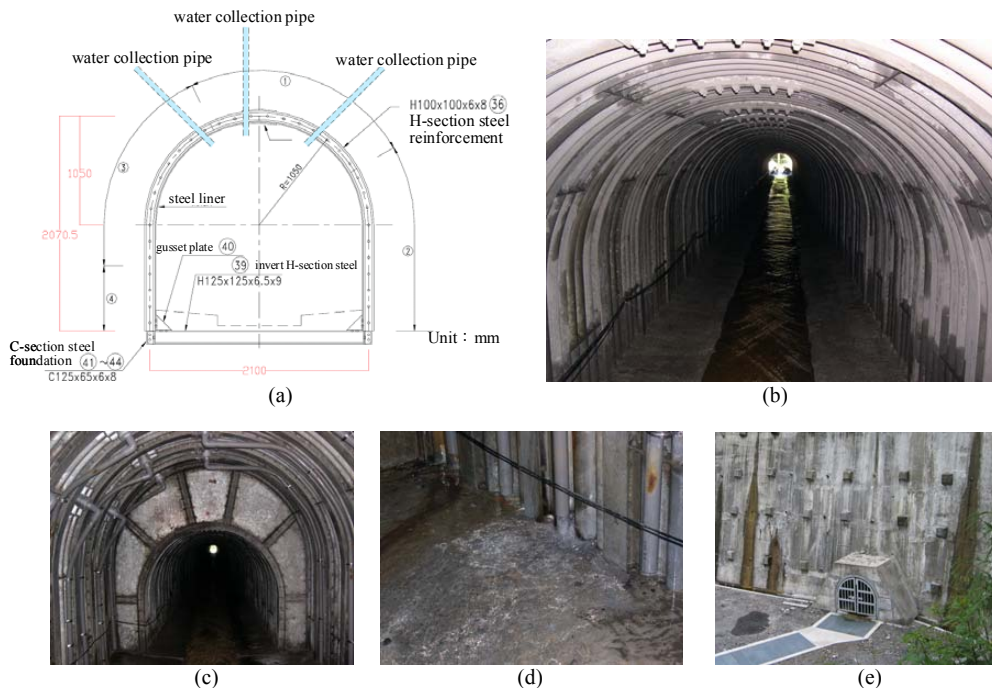 water collection pipe
water collection pipe
water collection pipe
①
H100x100x6x8 ㊱
H-section steel
reinforcement
1050
③
R=1050
steel liner
2070.5
②
gusset plate ㊵
㊴ invert H-section steel
H125x125x6.5x9
④
Unit：mm
C-section steel
foundation ㊶~㊹
C125x65x6x8
2100
(a)
(b)
(c)
(d)
(e)